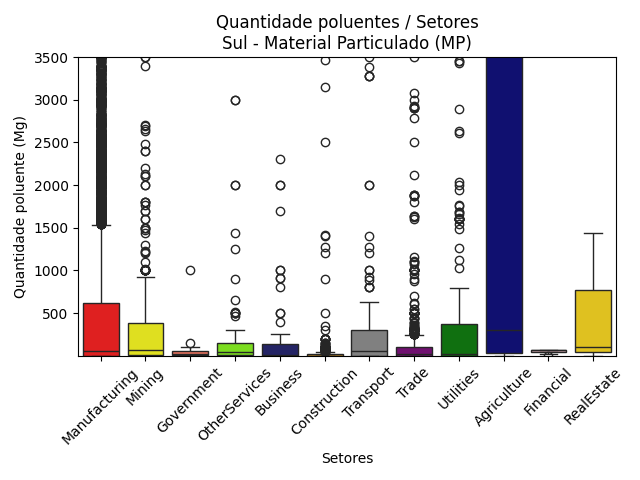 Quantidade poluentes / Setores
Sul - Material Particulado (MP)
Quantidade poluente (Mg)
3500
3000
2500
2000
1500
1000
500
Manufacturing
Mining
Government
OtherServices
Business
Construction
Transport
Trade
Utilities
Agriculture
Financial
RealEstate
Setores